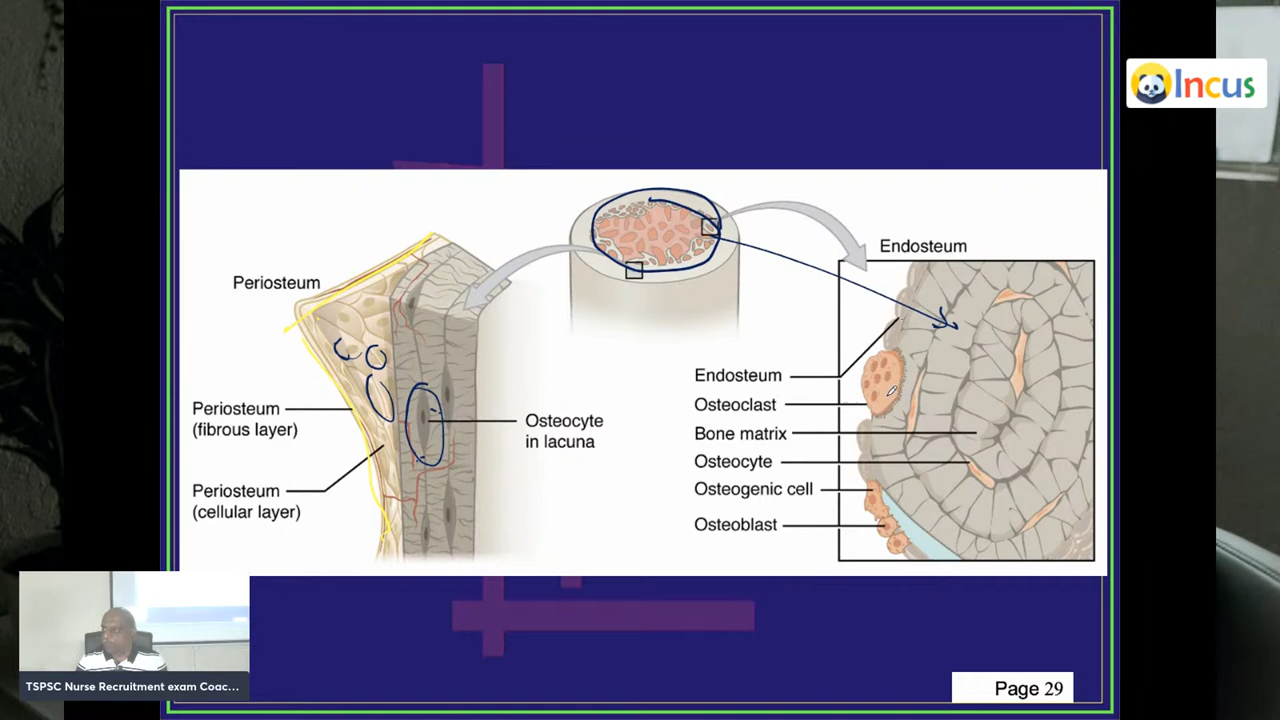 Incus
Endosteum
Periosteum
Endosteum
Osteoclast
Periosteum
(fibrous layer)
Osteocyte
in lacuna
Bone matrix
Osteocyte
Periosteum
(cellular layer)
Osteogenic cell
Osteoblast
TSPSC Nurse Recruitment exam Coac...
Page 29